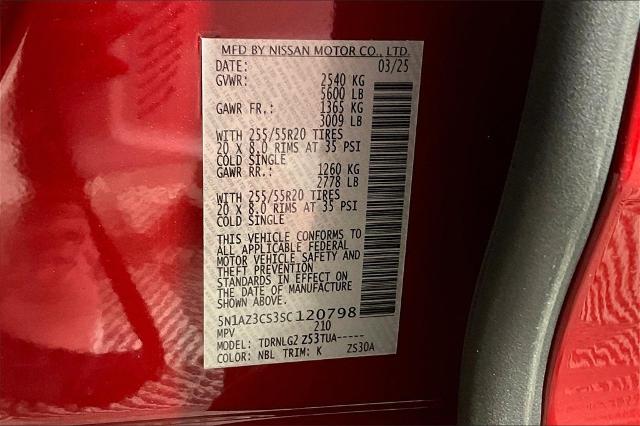 MFD BY NISSAN MOTOR CO., LTD.
DATE: 03/25
GVWR: 2540 KG
5600 LB
GAWR FR.: 1365 KG
3009 LB
WITH 255/55R20 TIRES
20 X 8.0 RIMS AT 35 PSI
COLD SINGLE
GAWR RR.: 1260 KG
2778 LB
WITH 255/55R20 TIRES
20 X 8.0 RIMS AT 35 PSI
COLD SINGLE
THIS VEHICLE CONFORMS TO
ALL APPLICABLE FEDERAL
MOTOR VEHICLE SAFETY AND
THEFT PREVENTION
STANDARDS IN EFFECT ON
THE DATE OF MANUFACTURE
SHOWN ABOVE.
5N1AZ3CS3SC120798
MPV 210
MODEL: TDRNLG2 Z53TUA-----
COLOR: NBL TRIM: K Z530A